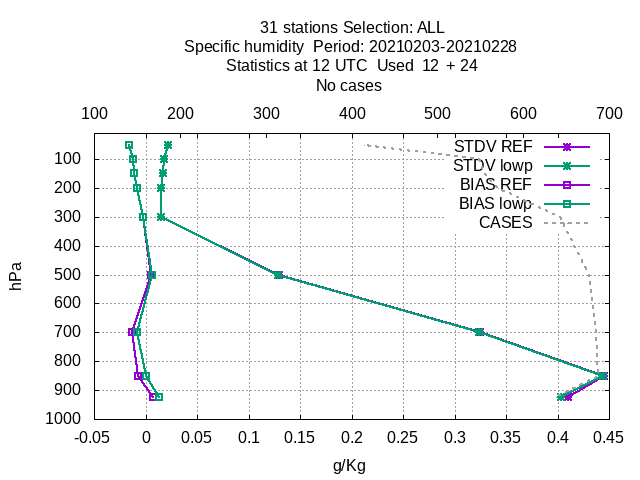 31 stations Selection: ALL
Specific humidity  Period: 20210203-20210228
Statistics at 12 UTC  Used  12  + 24
No cases
100 200 300 400 500 600 700
STDV REF
STDV lowp
BIAS REF
BIAS lowp
CASES
100
200
300
400
500
600
700
800
900
1000
hPa
-0.05 0 0.05 0.1 0.15 0.2 0.25 0.3 0.35 0.4 0.45
g/Kg